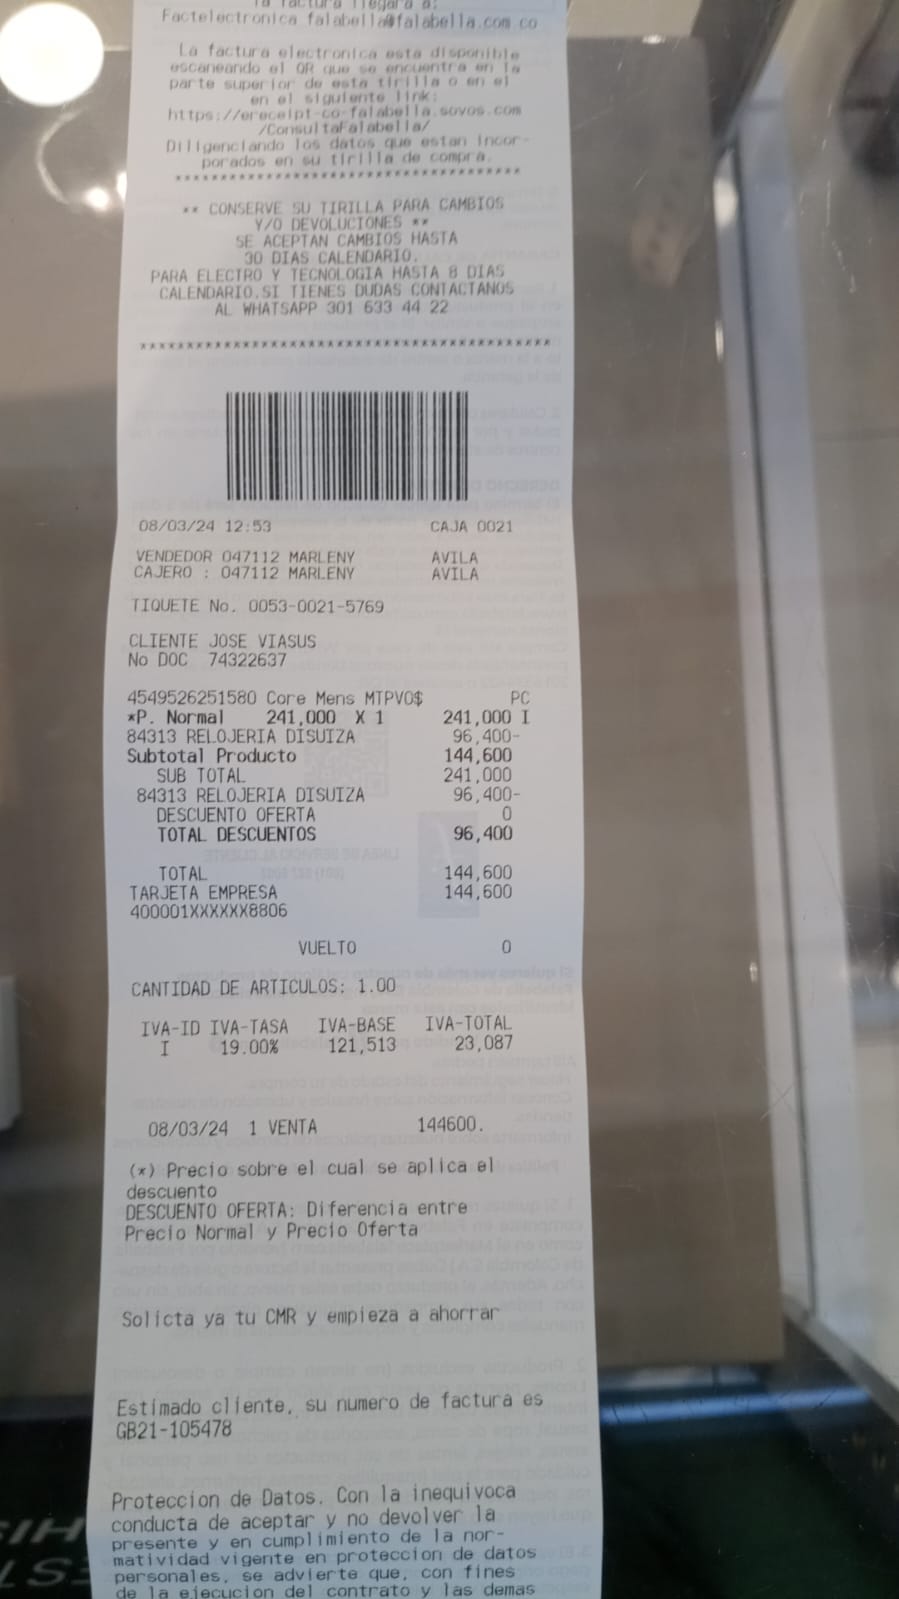 la factura llegara a:
Factelectronica falabella@falabella.com.co
La factura electronica esta disponible
escaneando el QR que se encuentra en la
parte superior de esta tirilla o en el
en el siguiente link:
https://ereceipt-co-falabella.sovos.com
/ConsultaFalabella/
Diligenciando los datos que estan incor-
porados en su tirilla de compra.
****************************************
** CONSERVE SU TIRILLA PARA CAMBIOS
Y/O DEVOLUCIONES **
SE ACEPTAN CAMBIOS HASTA
30 DIAS CALENDARIO.
PARA ELECTRO Y TECNOLOGIA HASTA 8 DIAS
CALENDARIO.SI TIENES DUDAS CONTACTANOS
AL WHATSAPP 301 633 44 22
****************************************
08/03/24 12:53 CAJA 0021
VENDEDOR 047112 MARLENY AVILA
CAJERO : 047112 MARLENY AVILA
TIQUETE No. 0053-0021-5769
CLIENTE JOSE VIASUS
No DOC 74322637
4549526251580 Core Mens MTPVO$ PC
*P. Normal 241,000 X 1 241,000 I
84313 RELOJERIA DISUIZA 96,400-
Subtotal Producto 144,600
SUB TOTAL 241,000
84313 RELOJERIA DISUIZA 96,400-
DESCUENTO OFERTA 0
TOTAL DESCUENTOS 96,400
TOTAL 144,600
TARJETA EMPRESA 144,600
400001XXXXXX8806
VUELTO 0
CANTIDAD DE ARTICULOS: 1.00
IVA-ID IVA-TASA IVA-BASE IVA-TOTAL
I 19.00% 121,513 23,087
08/03/24 1 VENTA 144600.
(*) Precio sobre el cual se aplica el
descuento
DESCUENTO OFERTA: Diferencia entre
Precio Normal y Precio Oferta
Solicta ya tu CMR y empieza a ahorrar
Estimado cliente, su numero de factura es
GB21-105478
Proteccion de Datos. Con la inequivoca
conducta de aceptar y no devolver la
presente y en cumplimiento de la nor-
matividad vigente en proteccion de datos
personales, se advierte que, con fines
de la ejecucion del contrato y las demas